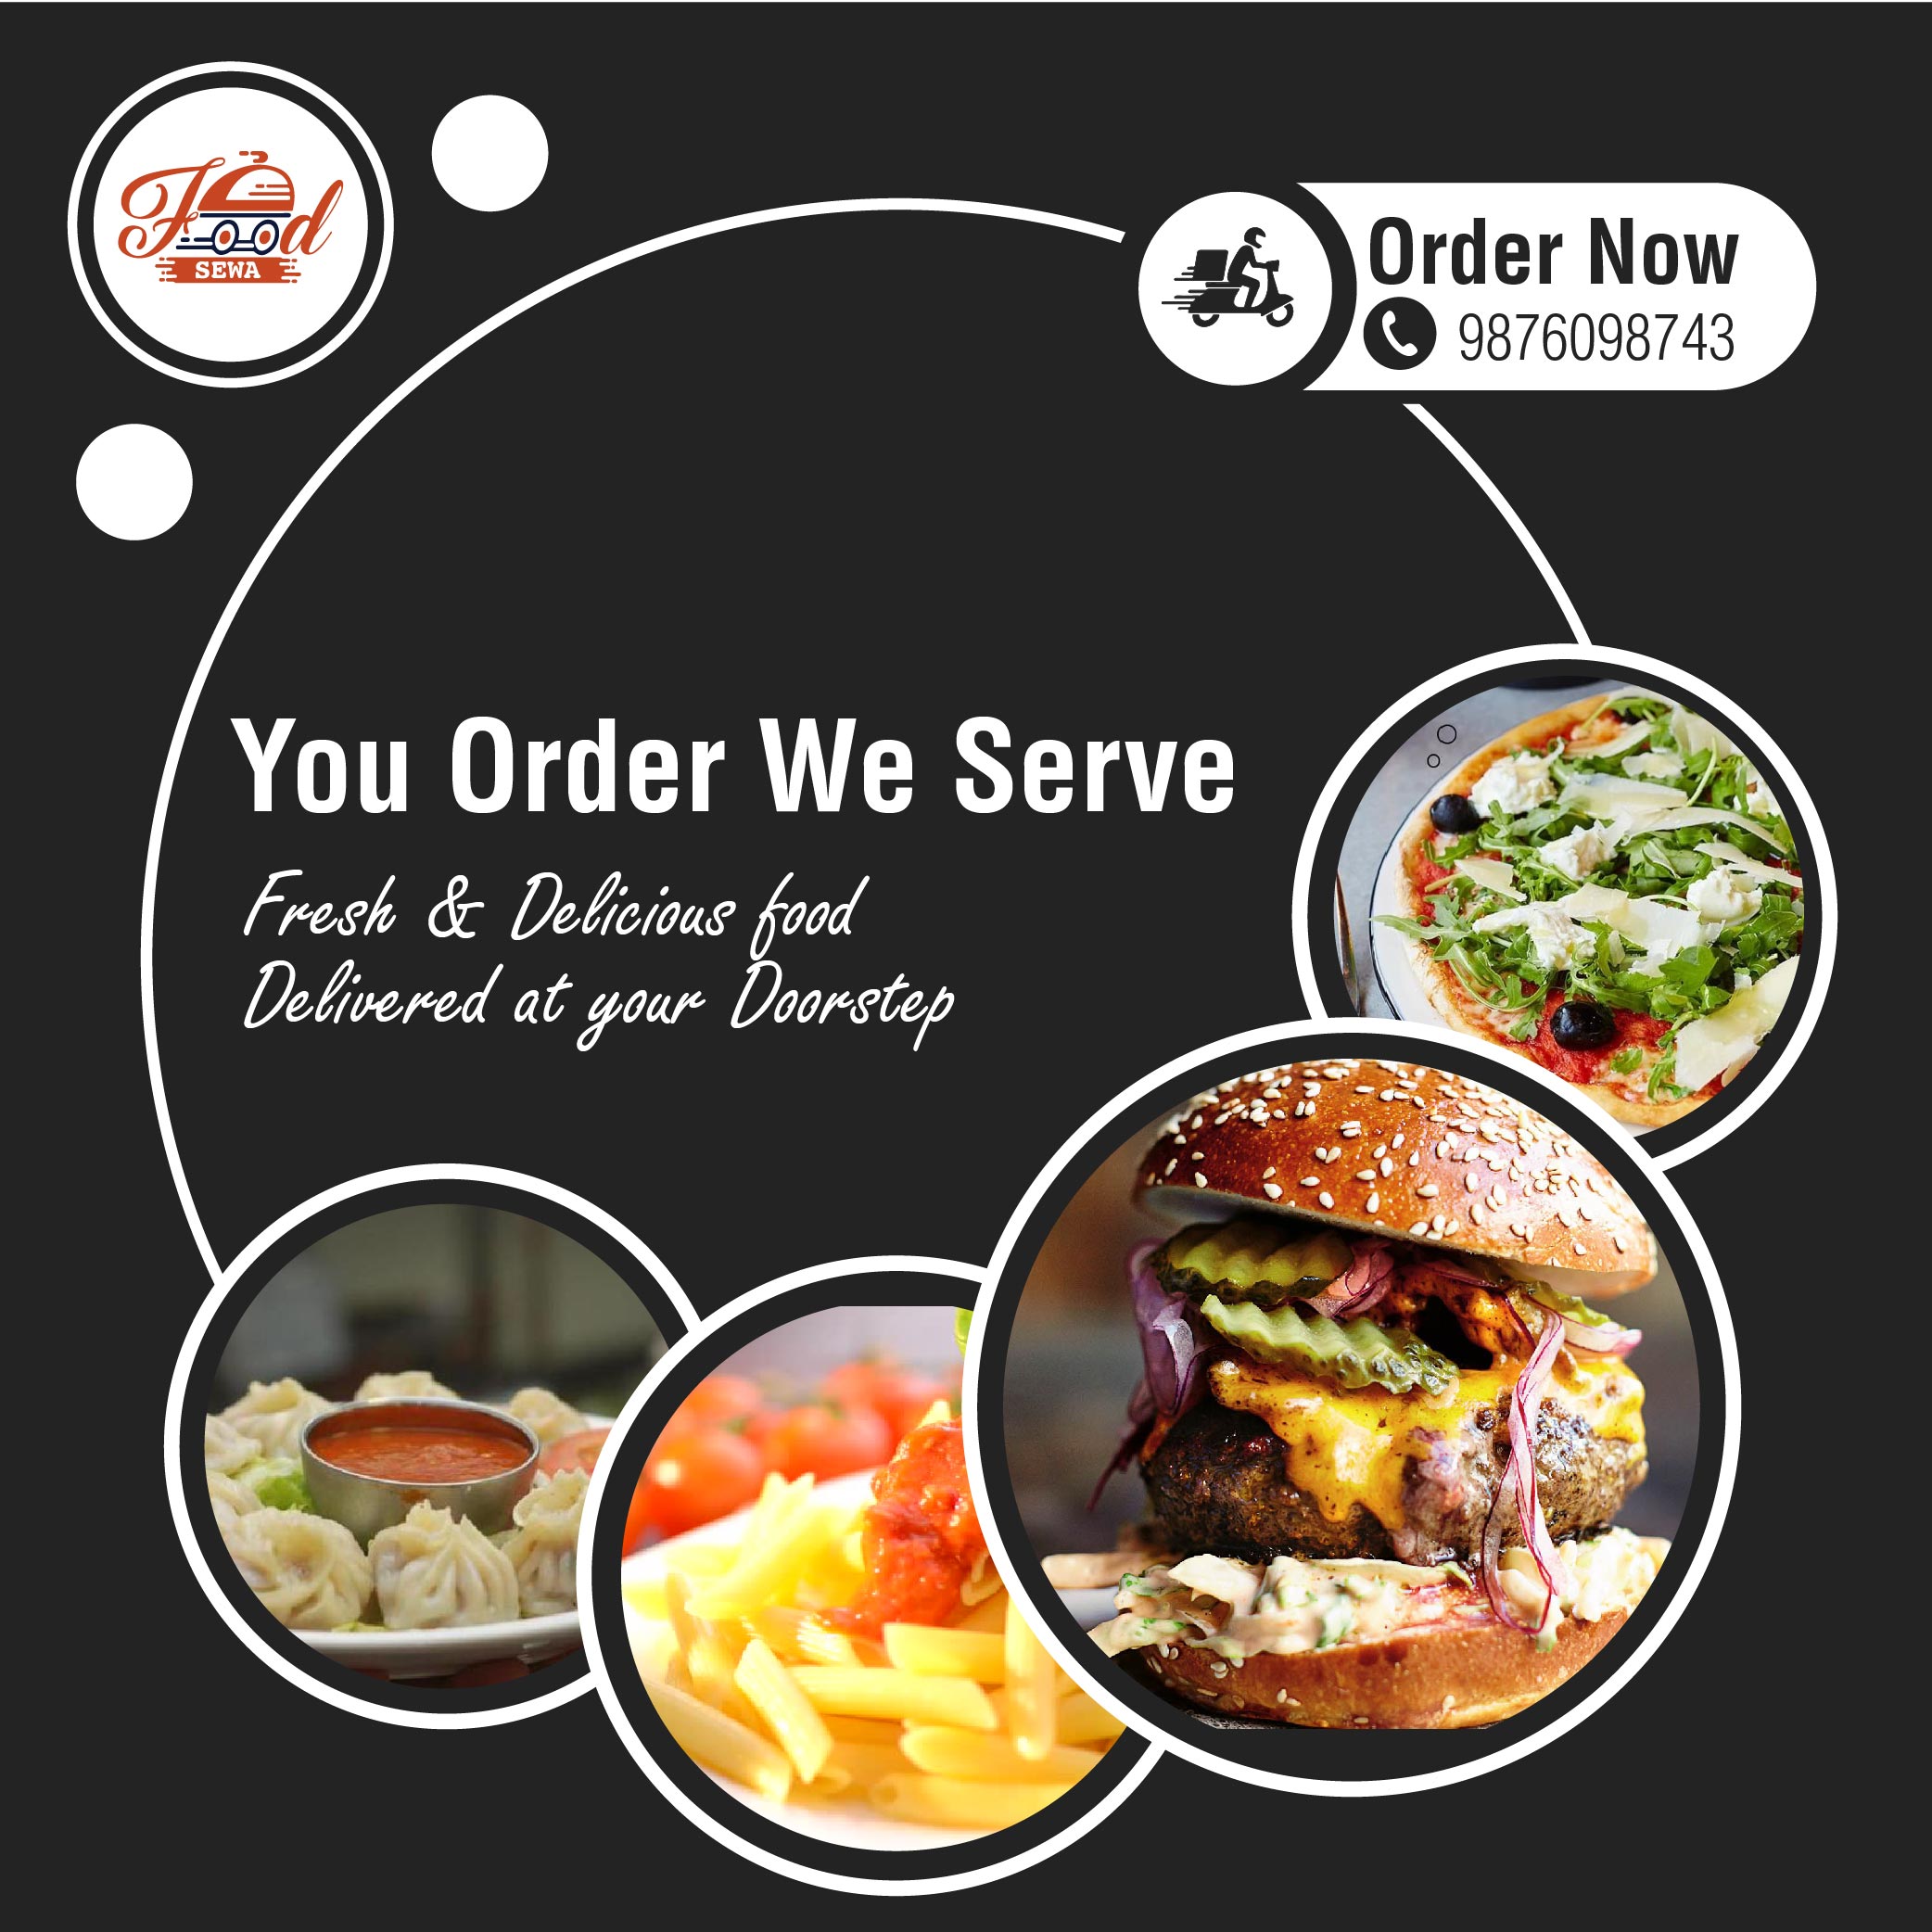 Food
SEWA
Order Now
9876098743
You Order We Serve
Fresh & Delicious food
Delivered at your Doorstep